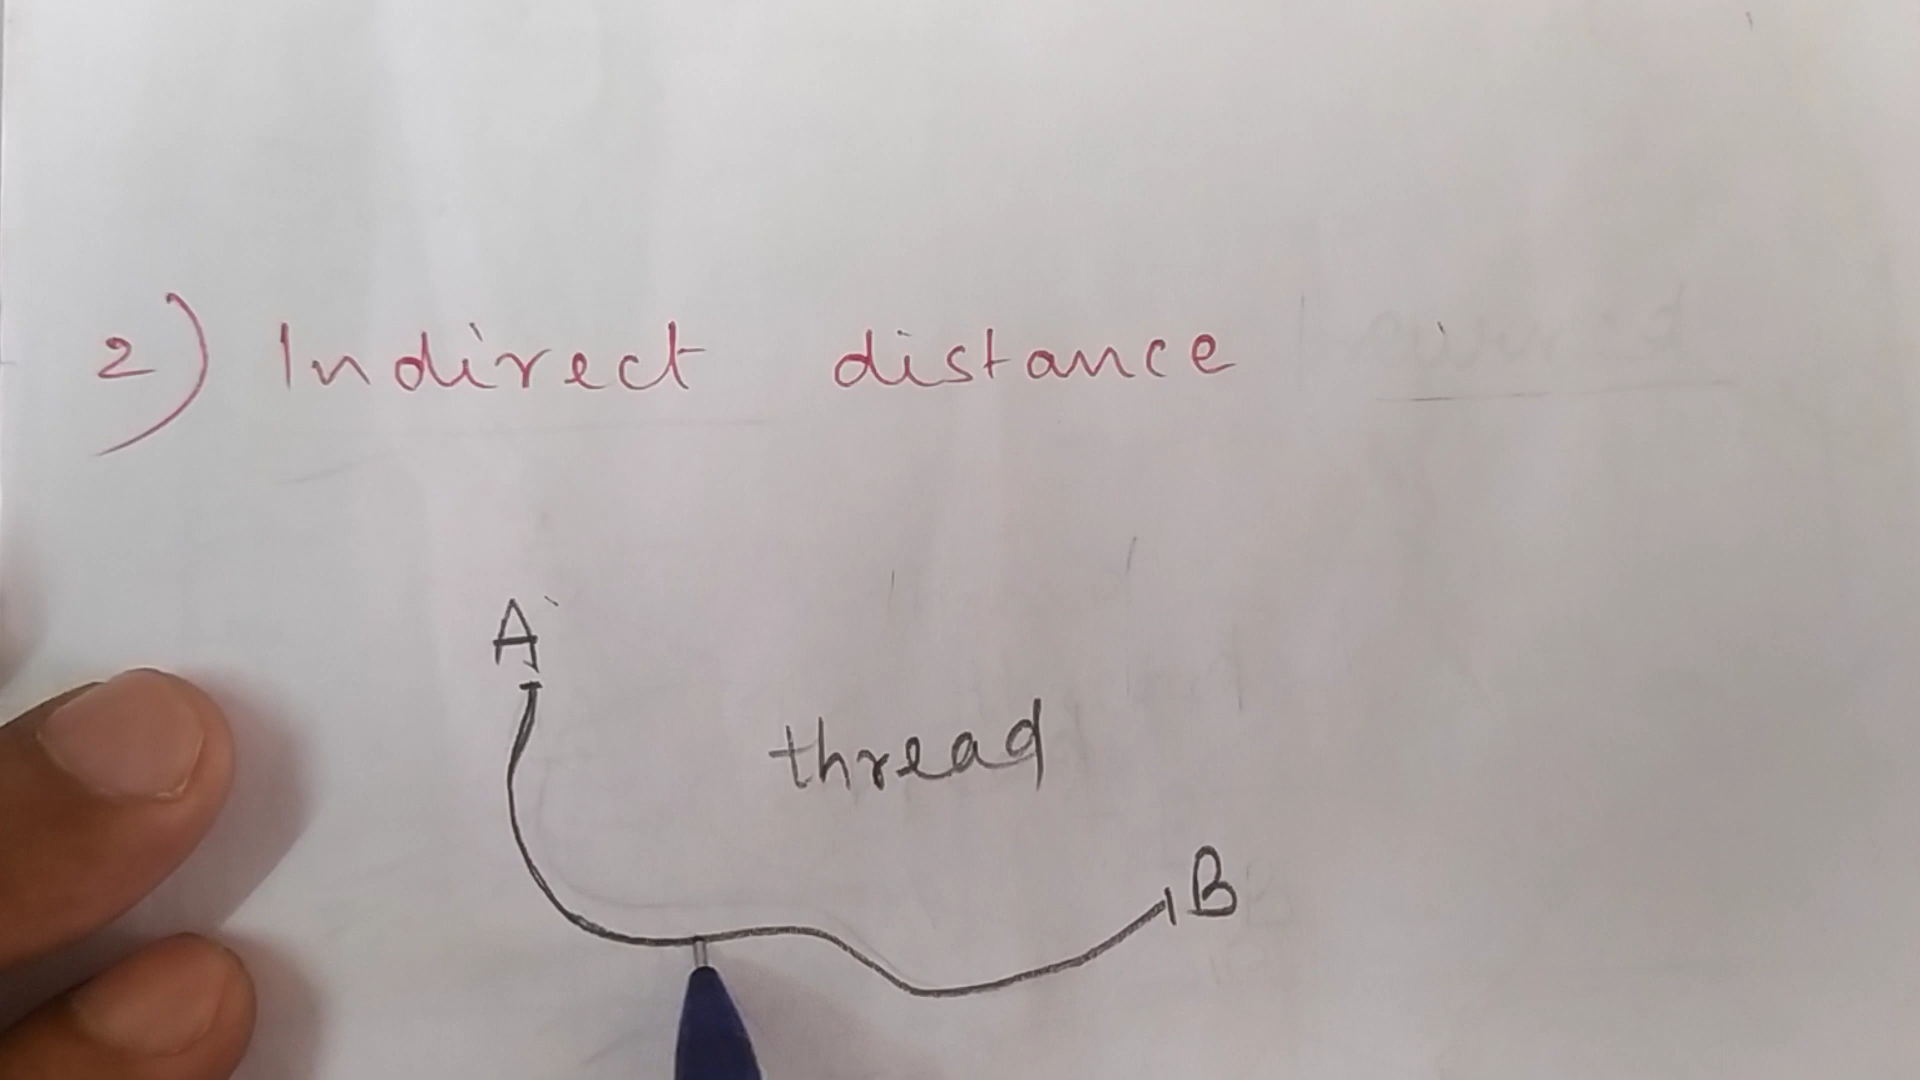 2) Indirect distance
A
thread
B